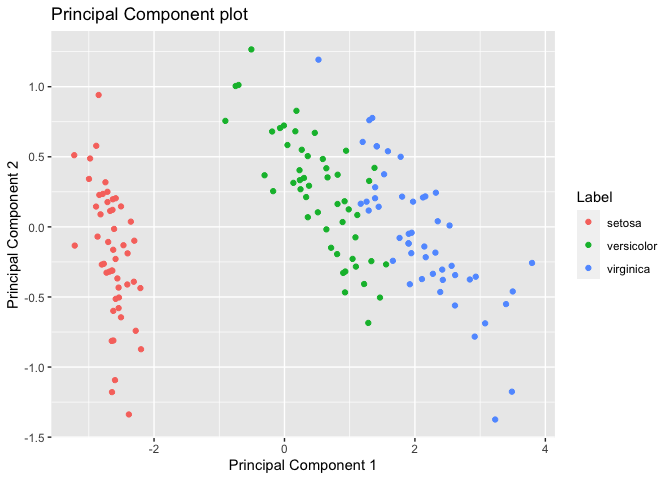 Principal Component plot
Principal Component 2
1.0
0.5
0.0
-0.5
-1.0
-1.5
-2
0
2
4
Principal Component 1
Label
setosa
versicolor
virginica